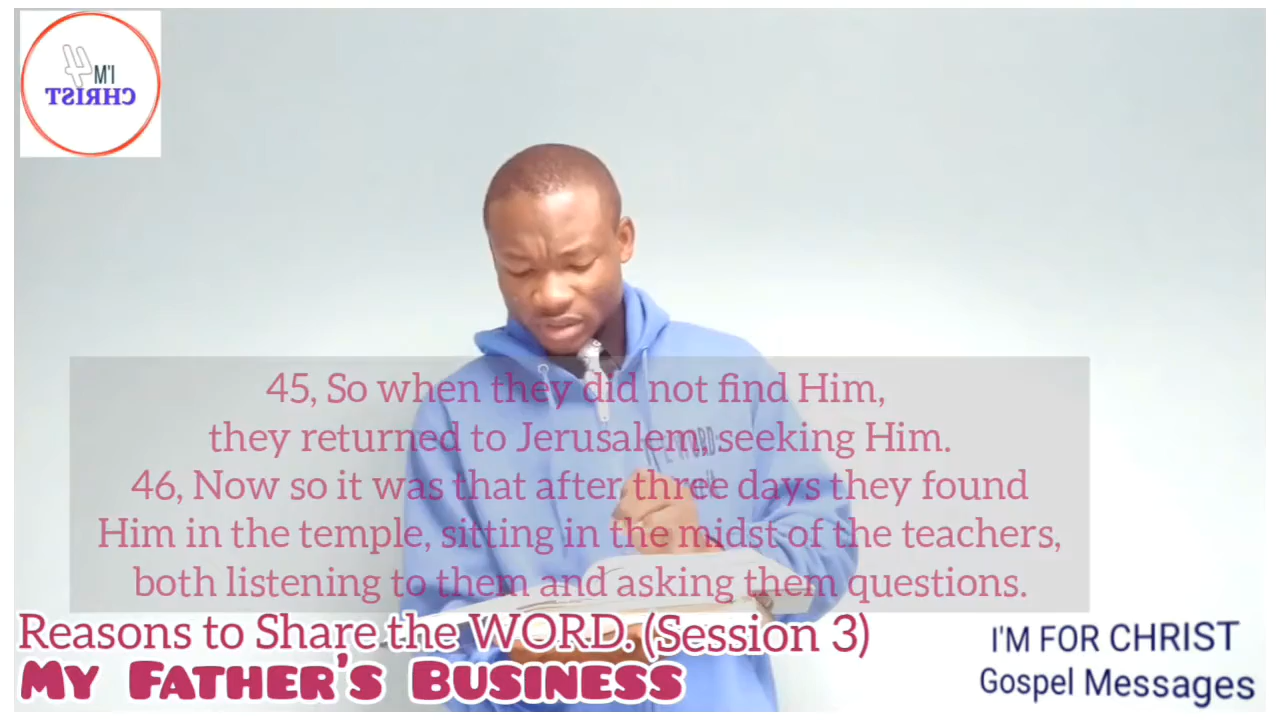 I'M 4
CHRIST
45, So when they did not find Him,
they returned to Jerusalem, seeking Him.
46, Now so it was that after three days they found
Him in the temple, sitting in the midst of the teachers,
both listening to them and asking them questions.
Reasons to Share the WORD. (Session 3)
My Father's Business
I'M FOR CHRIST
Gospel Messages